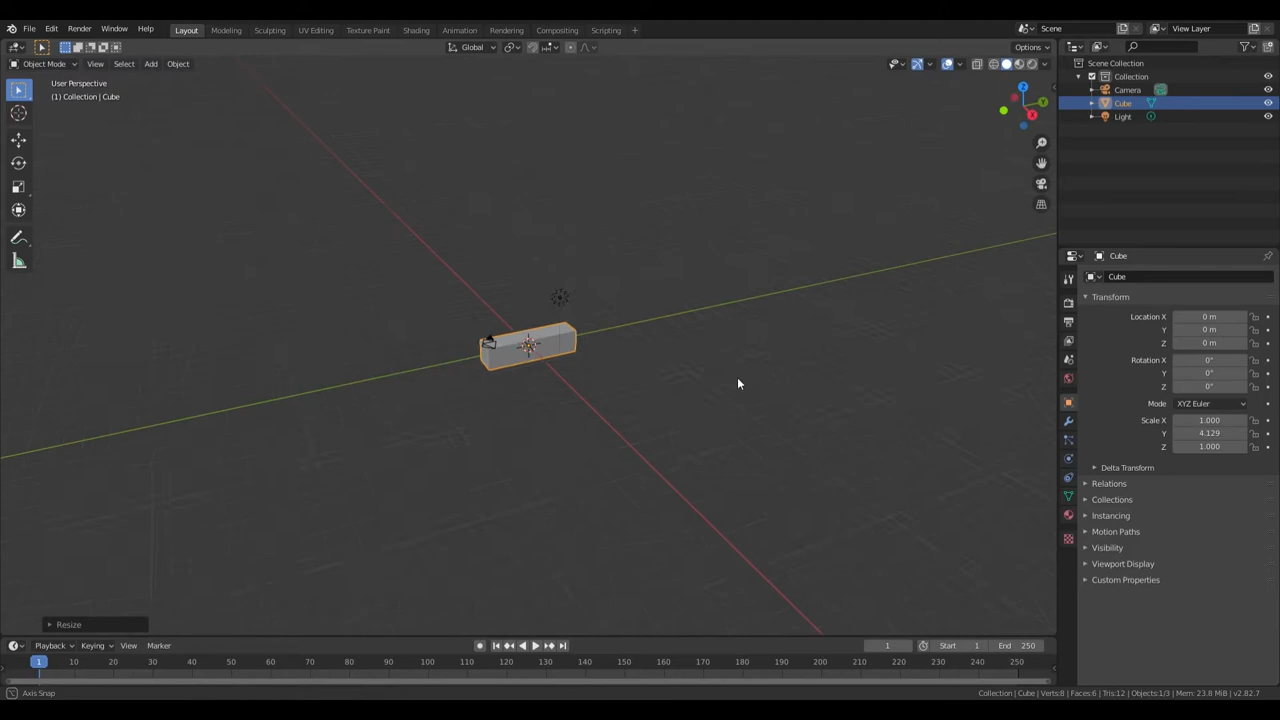 File Edit Render Window Help Layout Modeling Sculpting UV Editing Texture Paint Shading Animation Rendering Compositing Scripting + Scene View Layer
Global Options
Object Mode View Select Add Object
User Perspective
(1) Collection | Cube
Z
Y
X
Scene Collection
Collection
Camera
Cube
Light
Cube
Cube
Transform
Location X 0 m
Y 0 m
Z 0 m
Rotation X 0°
Y 0°
Z 0°
Mode XYZ Euler
Scale X 1.000
Y 4.129
Z 1.000
Delta Transform
Relations
Collections
Instancing
Motion Paths
Visibility
Viewport Display
Custom Properties
Resize
Playback Keying View Marker 1 Start 1 End 250
1 10 20 30 40 50 60 70 80 90 100 110 120 130 140 150 160 170 180 190 200 210 220 230 240 250
Axis Snap Collection | Cube | Verts:8 | Faces:6 | Tris:12 | Objects:1/3 | Mem: 23.8 MiB | v2.82.7